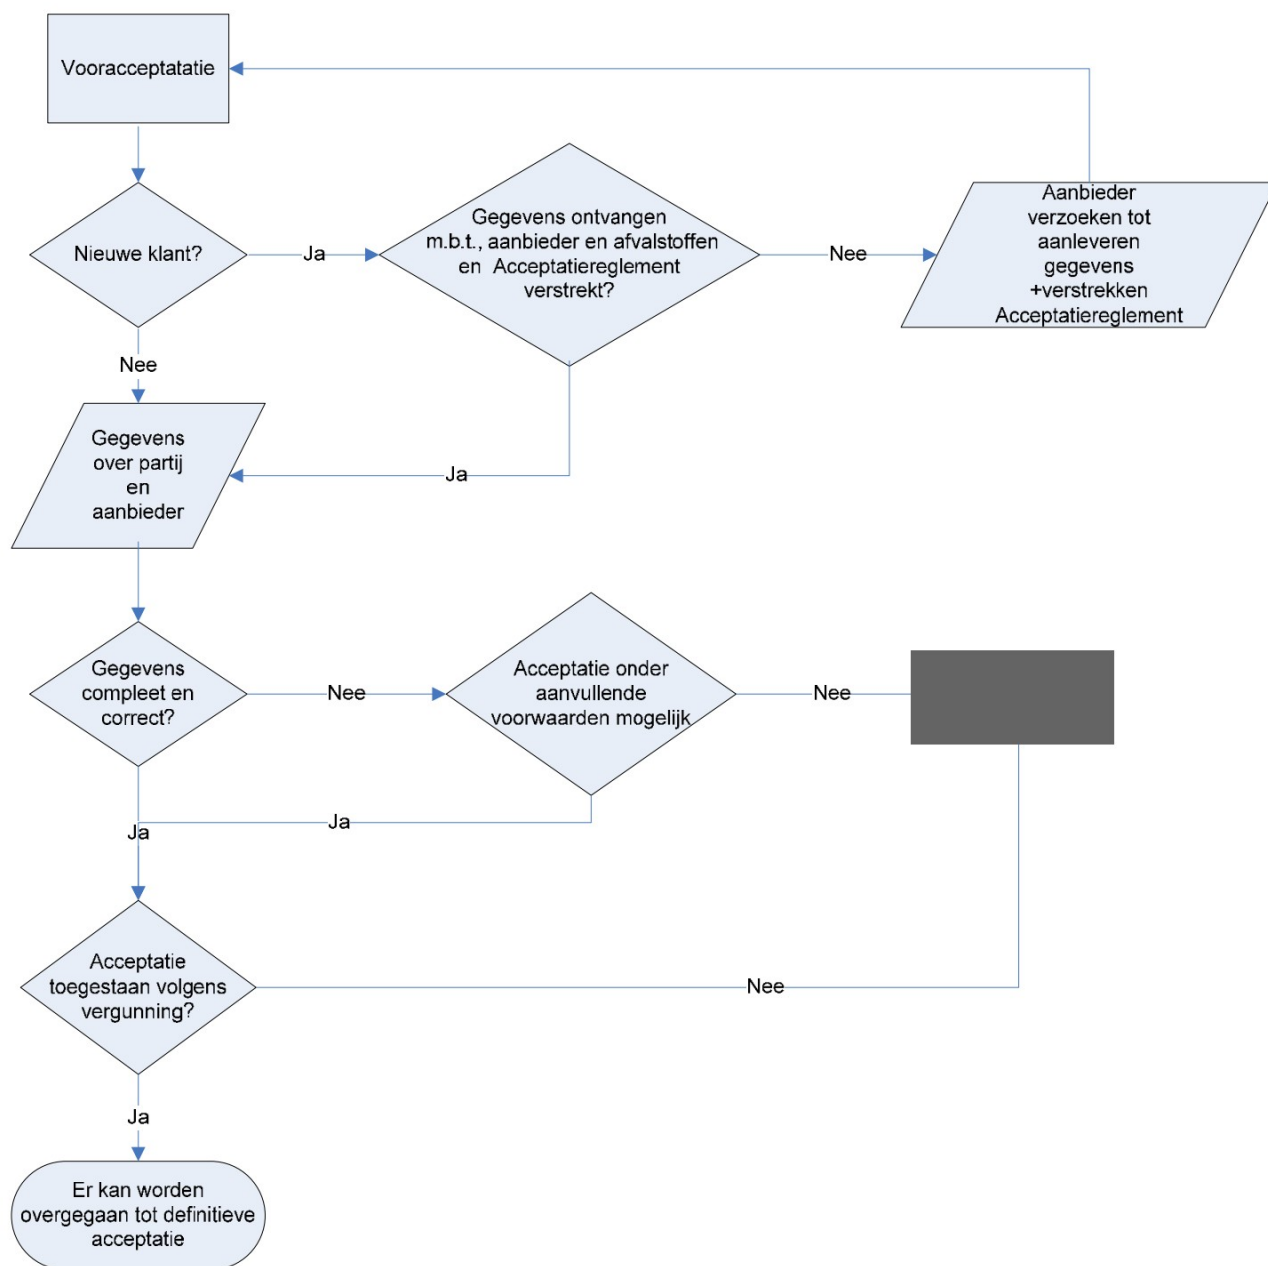 Vooracceptatatie
Nieuwe klant?
Ja
Gegevens ontvangen
m.b.t., aanbieder en afvalstoffen
en Acceptatiereglement
verstrekt?
Nee
Aanbieder
verzoeken tot
aanleveren
gegevens
+verstrekken
Acceptatiereglement
Nee
Gegevens
over partij
en
aanbieder
Ja
Gegevens
compleet en
correct?
Nee
Acceptatie onder
aanvullende
voorwaarden mogelijk
Nee
Ja
Ja
Acceptatie
toegestaan volgens
vergunning?
Nee
Ja
Er kan worden
overgegaan tot definitieve
acceptatie